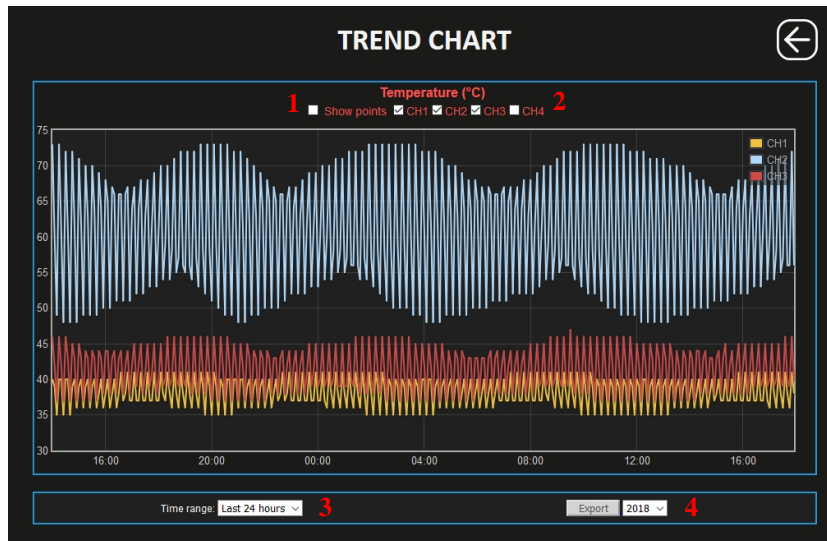 TREND CHART
Temperature (°C)
1 Show points CH1 CH2 CH3 CH4 2
75
CH1
CH2
70
CH3
65
60
55
50
45
40
35
30
16:00 20:00 00:00 04:00 08:00 12:00 16:00
Time range: Last 24 hours 3 Export 2018 4